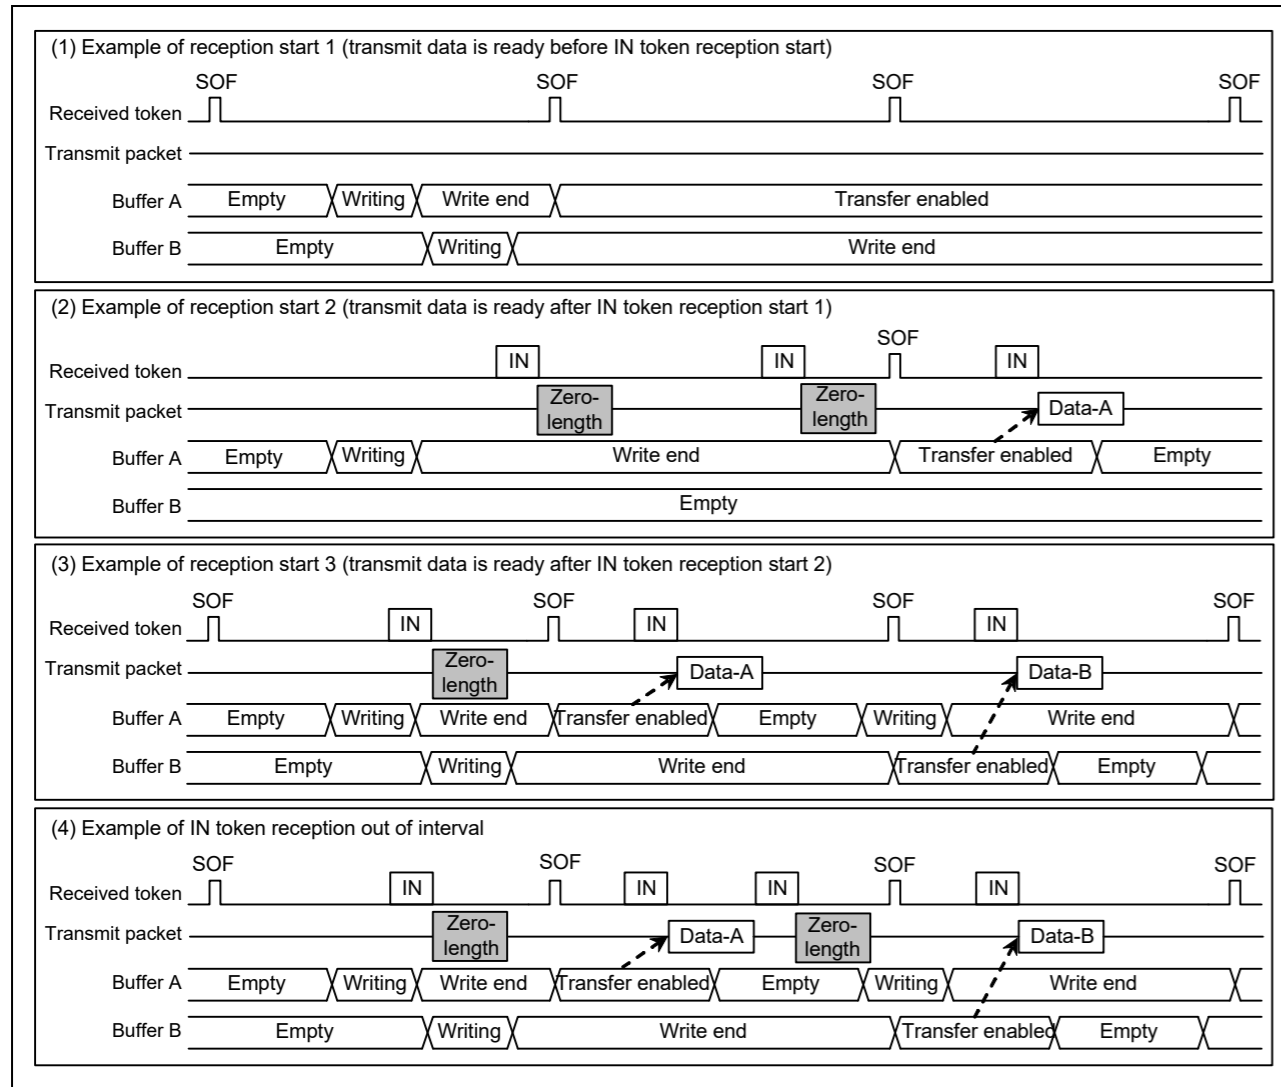 (1) Example of reception start 1 (transmit data is ready before IN token reception start)
SOF SOF SOF SOF
Received token
Transmit packet
Buffer A Empty Writing Write end Transfer enabled
Buffer B Empty Writing Write end
(2) Example of reception start 2 (transmit data is ready after IN token reception start 1)
SOF
Received token IN IN IN
Transmit packet Zero- Zero- Data-A
length length
Buffer A Empty Writing Write end Transfer enabled Empty
Buffer B Empty
(3) Example of reception start 3 (transmit data is ready after IN token reception start 2)
SOF SOF SOF SOF
Received token IN IN IN
Transmit packet Zero- Data-A Data-B
length
Buffer A Empty Writing Write end Transfer enabled Empty Writing Write end
Buffer B Empty Writing Write end Transfer enabled Empty
(4) Example of IN token reception out of interval
SOF SOF SOF SOF
Received token IN IN IN IN
Transmit packet Zero- Data-A Zero- Data-B
length length
Buffer A Empty Writing Write end Transfer enabled Empty Writing Write end
Buffer B Empty Writing Write end Transfer enabled Empty